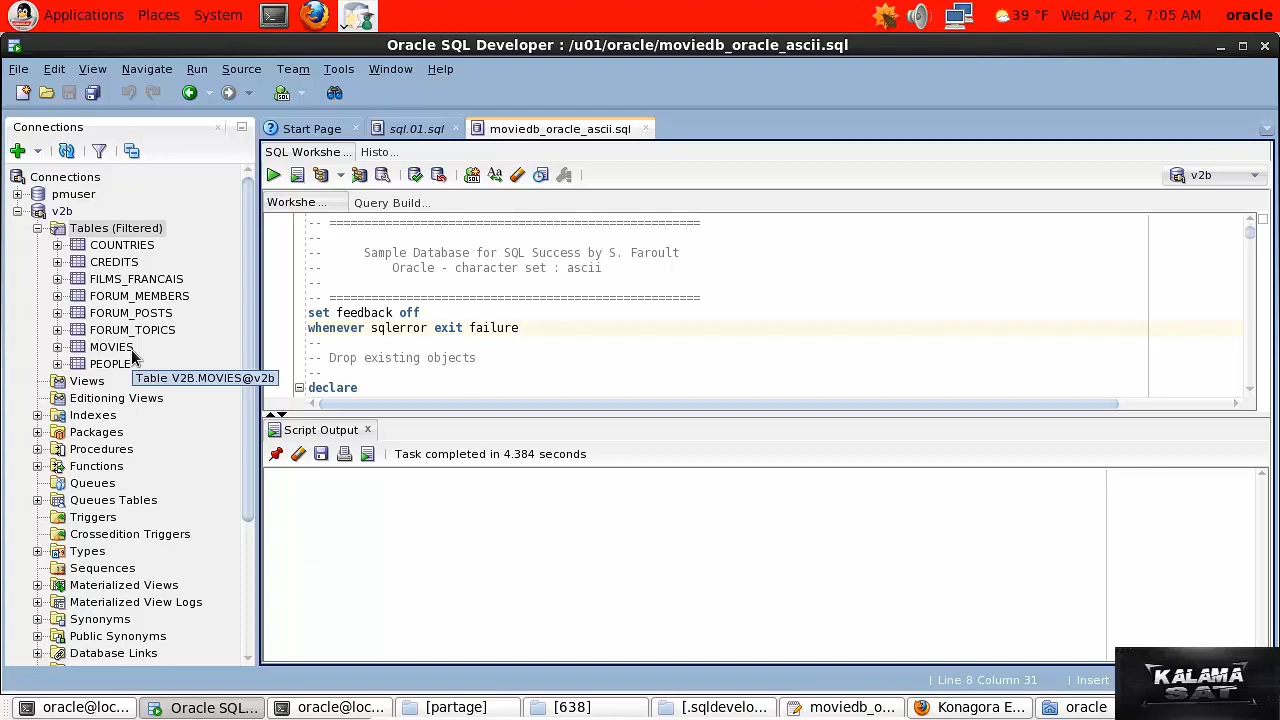 Applications Places System 39 °F Wed Apr 2, 7:05 AM oracle
Oracle SQL Developer : /u01/oracle/moviedb_oracle_ascii.sql
File Edit View Navigate Run Source Team Tools Window Help
Connections
Start Page sql.01.sql moviedb_oracle_ascii.sql
SQL Workshe... Histo...
v2b
Workshe... Query Build...
Connections
pmuser
v2b
Tables (Filtered)
COUNTRIES
CREDITS
FILMS_FRANCAIS
FORUM_MEMBERS
FORUM_POSTS
FORUM_TOPICS
MOVIES
PEOPLE
Table V2B.MOVIES@v2b
Views
Editioning Views
Indexes
Packages
Procedures
Functions
Queues
Queues Tables
Triggers
Crossedition Triggers
Types
Sequences
Materialized Views
Materialized View Logs
Synonyms
Public Synonyms
Database Links
-- =====================================================
--
-- Sample Database for SQL Success by S. Faroult
-- Oracle - character set : ascii
--
-- =====================================================
set feedback off
whenever sqlerror exit failure
--
-- Drop existing objects
--
declare
Script Output
Task completed in 4.384 seconds
Line 8 Column 31 Insert
KALAMA
SAT
oracle@loc... Oracle SQL... oracle@loc... [partage] [638] [.sqldevelo... moviedb_o... Konagama E... oracle